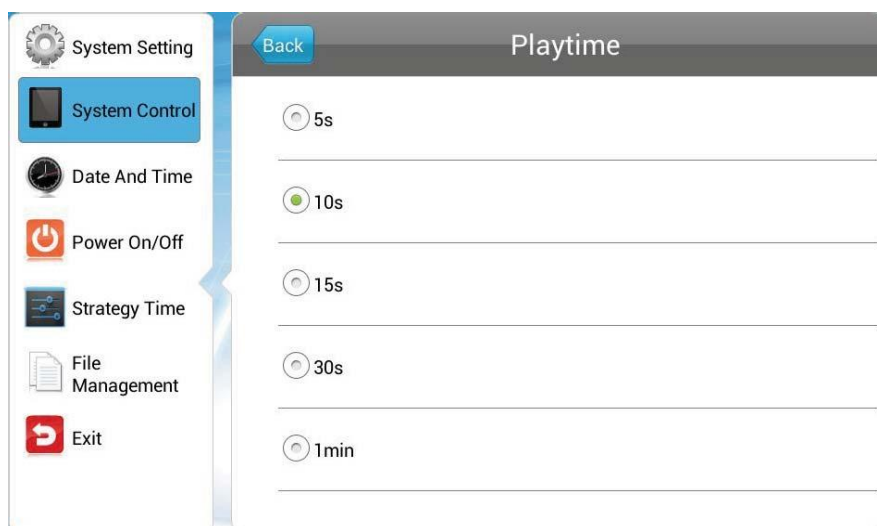 System Setting
System Control
Date And Time
Power On/Off
Strategy Time
File
Management
Exit
Back
Playtime
5s
10s
15s
30s
1min